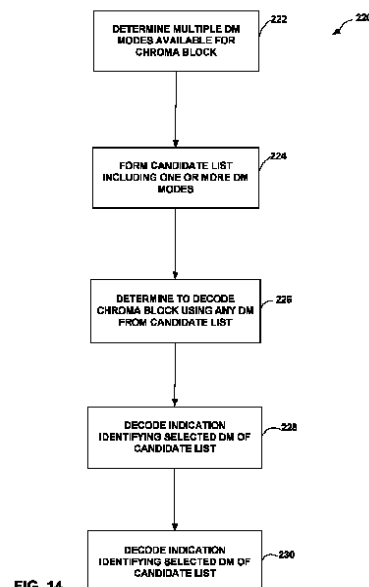 220
222
DETERMINE MULTIPLE DM
MODES AVAILABLE FOR
CHROMA BLOCK
224
FORM CANDIDATE LIST
INCLUDING ONE OR MORE DM
MODES
226
DETERMINE TO DECODE
CHROMA BLOCK USING ANY DM
FROM CANDIDATE LIST
228
DECODE INDICATION
IDENTIFYING SELECTED DM OF
CANDIDATE LIST
230
DECODE INDICATION
IDENTIFYING SELECTED DM OF
CANDIDATE LIST
FIG. 14